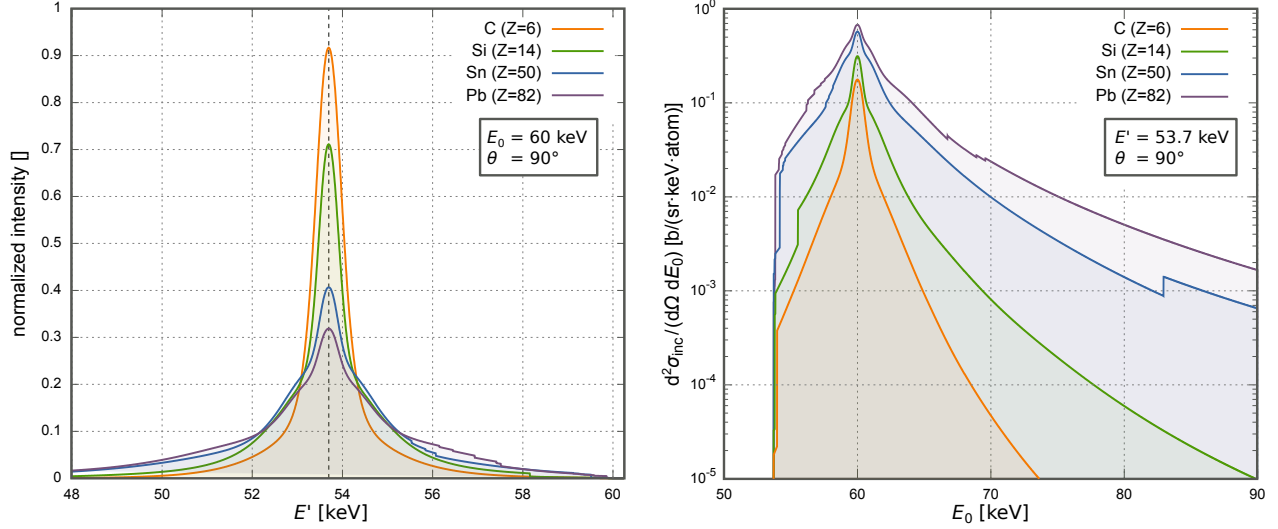 normalized intensity []
1
0.9
0.8
0.7
0.6
0.5
0.4
0.3
0.2
0.1
0
48
50
52
54
56
58
60
E' [keV]
C (Z=6)
Si (Z=14)
Sn (Z=50)
Pb (Z=82)
E₀ = 60 keV
θ = 90°
d²σ_inc/(dΩ dE₀) [b/(sr·keV·atom)]
10⁰
10⁻¹
10⁻²
10⁻³
10⁻⁴
10⁻⁵
50
60
70
80
90
E₀ [keV]
C (Z=6)
Si (Z=14)
Sn (Z=50)
Pb (Z=82)
E' = 53.7 keV
θ = 90°